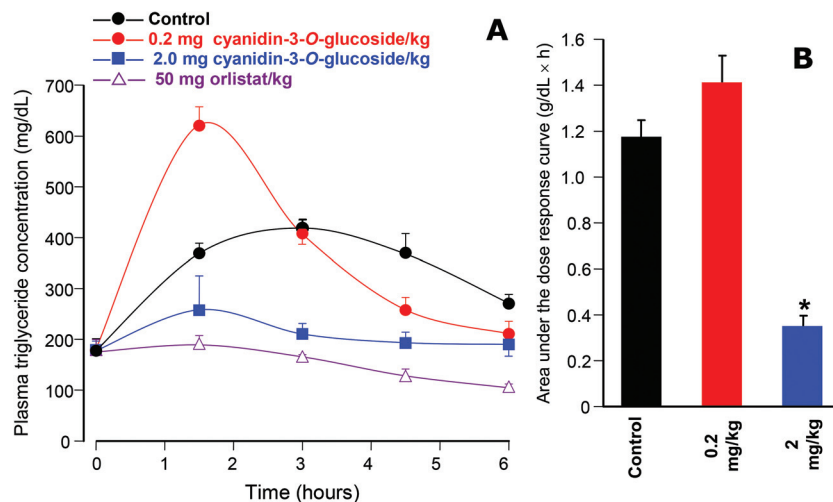 Control
0.2 mg cyanidin-3-O-glucoside/kg
2.0 mg cyanidin-3-O-glucoside/kg
50 mg orlistat/kg
A
Plasma triglyceride concentration (mg/dL)
700
600
500
400
300
200
100
0
0
1
2
3
4
5
6
Time (hours)
B
Area under the dose response curve (g/dL × h)
1.6
1.4
1.2
1.0
0.8
0.6
0.4
0.2
0
*
Control
0.2
mg/kg
2
mg/kg